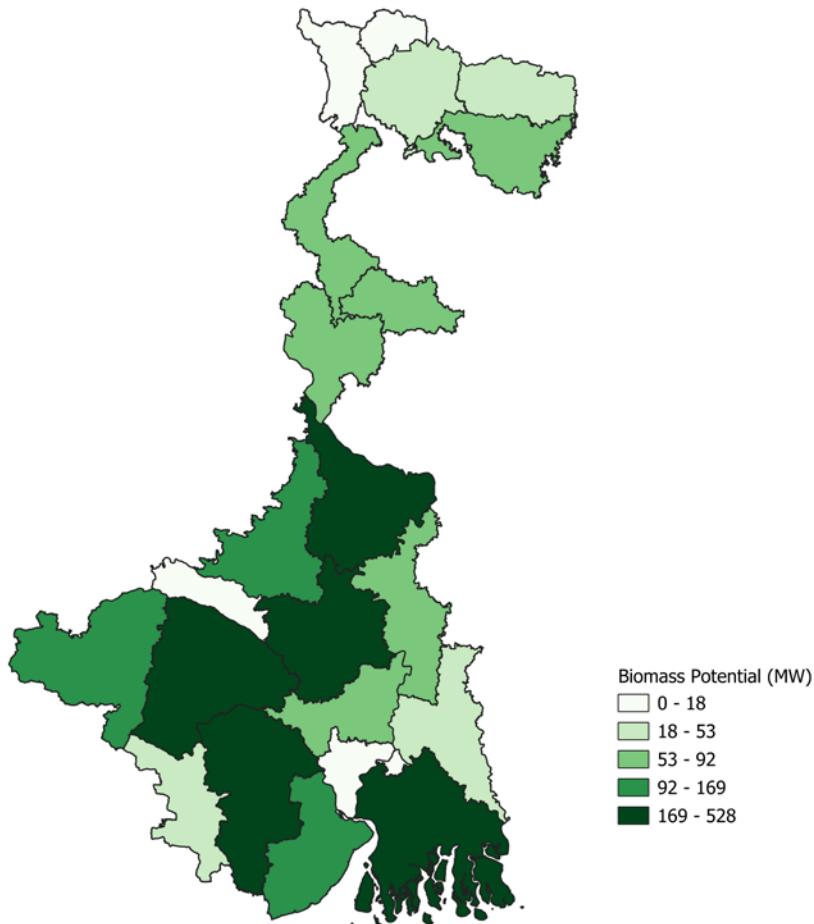 Biomass Potential (MW)
0 - 18
18 - 53
53 - 92
92 - 169
169 - 528